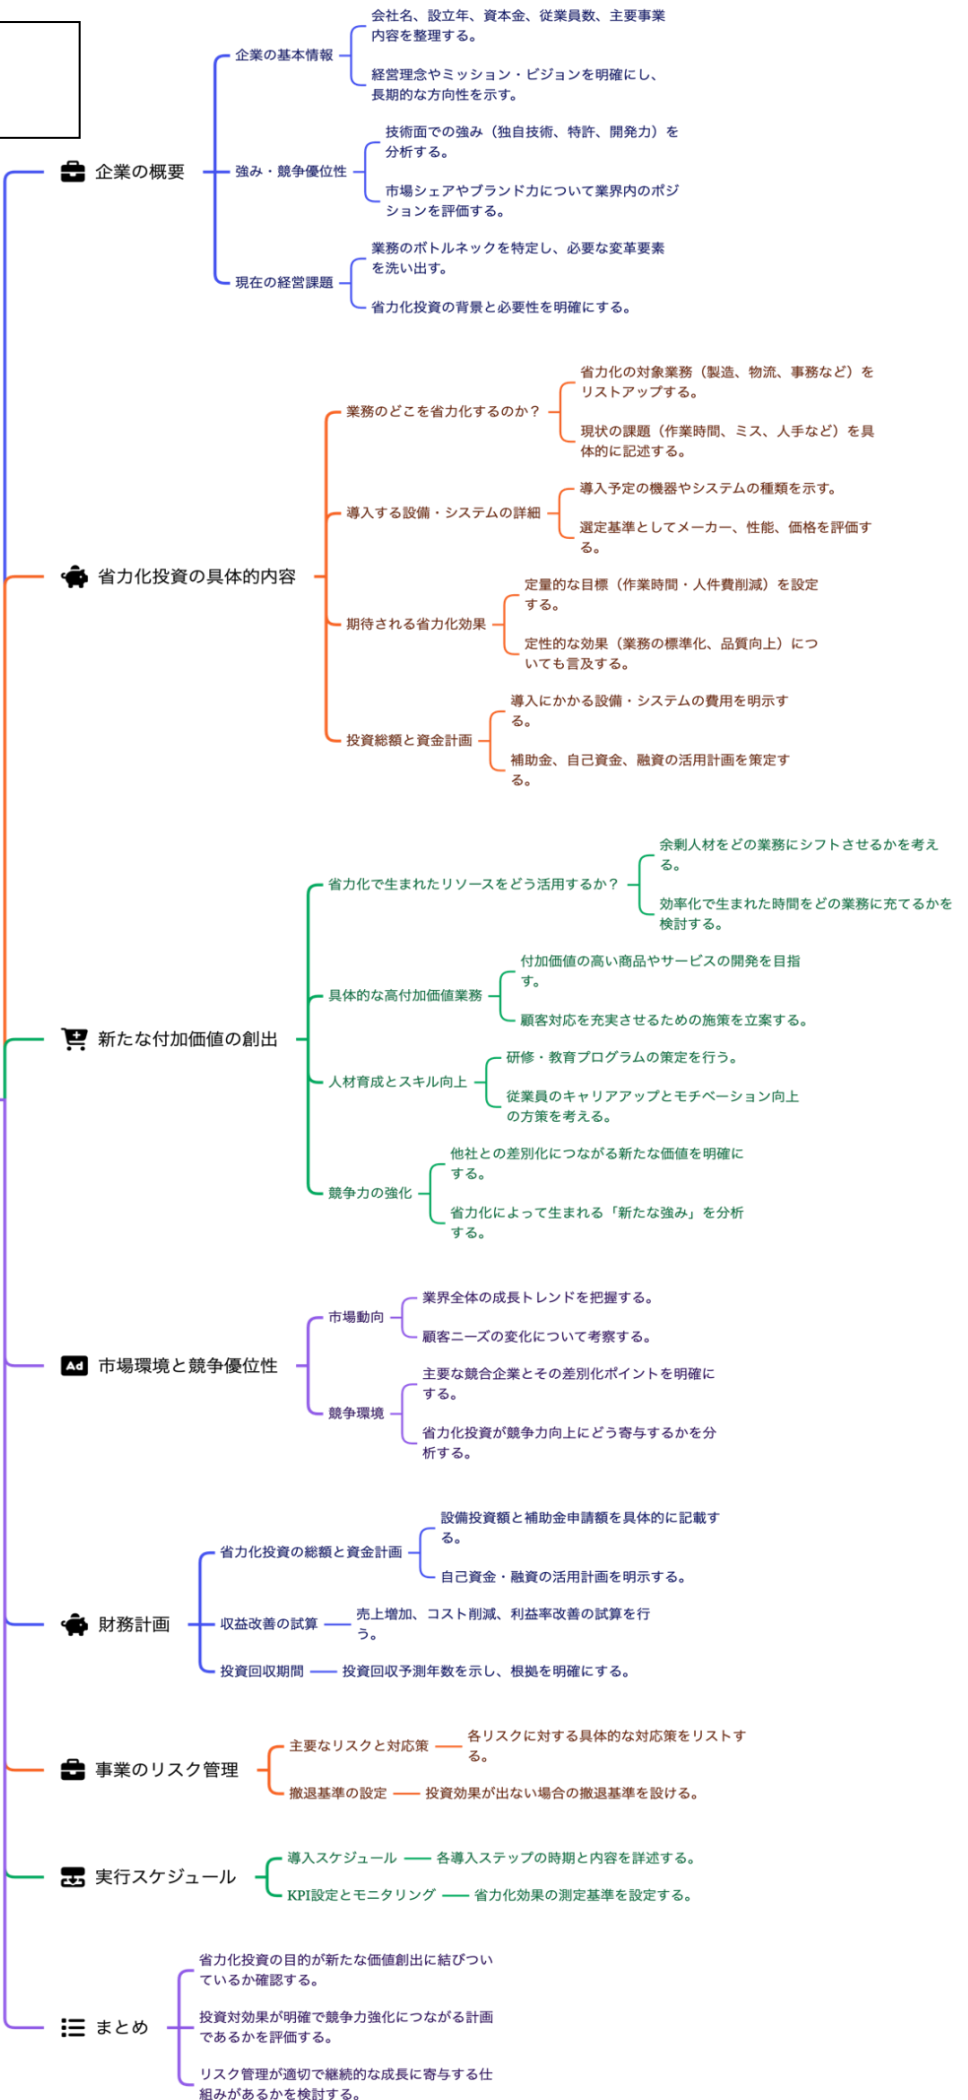 企業の概要
企業の基本情報
会社名、設立年、資本金、従業員数、主要事業
内容を整理する。
経営理念やミッション・ビジョンを明確にし、
長期的な方向性を示す。
強み・競争優位性
技術面での強み（独自技術、特許、開発力）を
分析する。
市場シェアやブランド力について業界内のポジ
ションを評価する。
現在の経営課題
業務のボトルネックを特定し、必要な変革要素
を洗い出す。
省力化投資の背景と必要性を明確にする。
省力化投資の具体的内容
業務のどこを省力化するのか？
省力化の対象業務（製造、物流、事務など）を
リストアップする。
現状の課題（作業時間、ミス、人手など）を具
体的に記述する。
導入する設備・システムの詳細
導入予定の機器やシステムの種類を示す。
選定基準としてメーカー、性能、価格を評価す
る。
期待される省力化効果
定量的な目標（作業時間・人件費削減）を設定
する。
定性的な効果（業務の標準化、品質向上）につ
いても言及する。
投資総額と資金計画
導入にかかる設備・システムの費用を明示す
る。
補助金、自己資金、融資の活用計画を策定す
る。
新たな付加価値の創出
省力化で生まれたリソースをどう活用するか？
余剰人材をどの業務にシフトさせるかを考え
る。
効率化で生まれた時間をどの業務に充てるかを
検討する。
具体的な高付加価値業務
付加価値の高い商品やサービスの開発を目指
す。
顧客対応を充実させるための施策を立案する。
人材育成とスキル向上
研修・教育プログラムの策定を行う。
従業員のキャリアアップとモチベーション向上
の方策を考える。
競争力の強化
他社との差別化につながる新たな価値を明確に
する。
省力化によって生まれる「新たな強み」を分析
する。
Ad 市場環境と競争優位性
市場動向
業界全体の成長トレンドを把握する。
顧客ニーズの変化について考察する。
競争環境
主要な競合企業とその差別化ポイントを明確に
する。
省力化投資が競争力向上にどう寄与するかを分
析する。
財務計画
省力化投資の総額と資金計画
設備投資額と補助金申請額を具体的に記載す
る。
自己資金・融資の活用計画を明示する。
収益改善の試算
売上増加、コスト削減、利益率改善の試算を行
う。
投資回収期間
投資回収予測年数を示し、根拠を明確にする。
事業のリスク管理
主要なリスクと対応策
各リスクに対する具体的な対応策をリストす
る。
撤退基準の設定
投資効果が出ない場合の撤退基準を設ける。
実行スケジュール
導入スケジュール
各導入ステップの時期と内容を詳述する。
KPI設定とモニタリング
省力化効果の測定基準を設定する。
まとめ
省力化投資の目的が新たな価値創出に結びつい
ているか確認する。
投資対効果が明確で競争力強化につながる計画
であるかを評価する。
リスク管理が適切で継続的な成長に寄与する仕
組みがあるかを検討する。